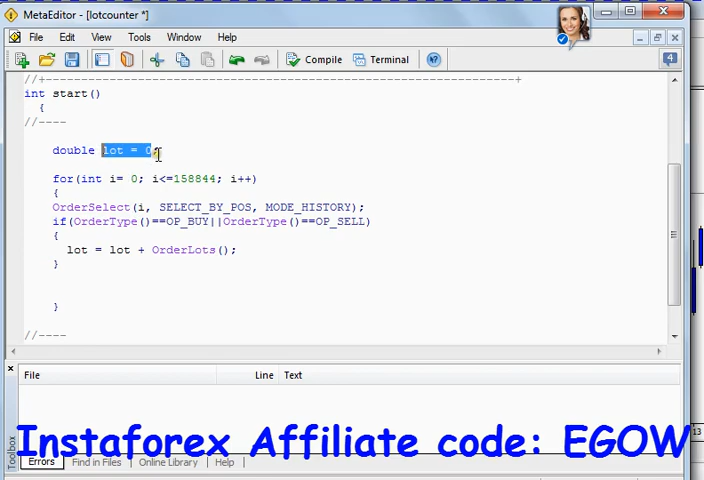 MetaEditor - [lotcounter *]
File Edit View Tools Window Help
Compile Terminal 4
//+------------------------------------------------------------------+
int start()
{
//----
double lot = 0;
for(int i= 0; i<=158844; i++)
{
OrderSelect(i, SELECT_BY_POS, MODE_HISTORY);
if(OrderType()==OP_BUY||OrderType()==OP_SELL)
{
lot = lot + OrderLots();
}
}
//----
File Line Text
Instaforex Affiliate code: EGOW
Toolbox
Errors Find in Files Online Library Help
13